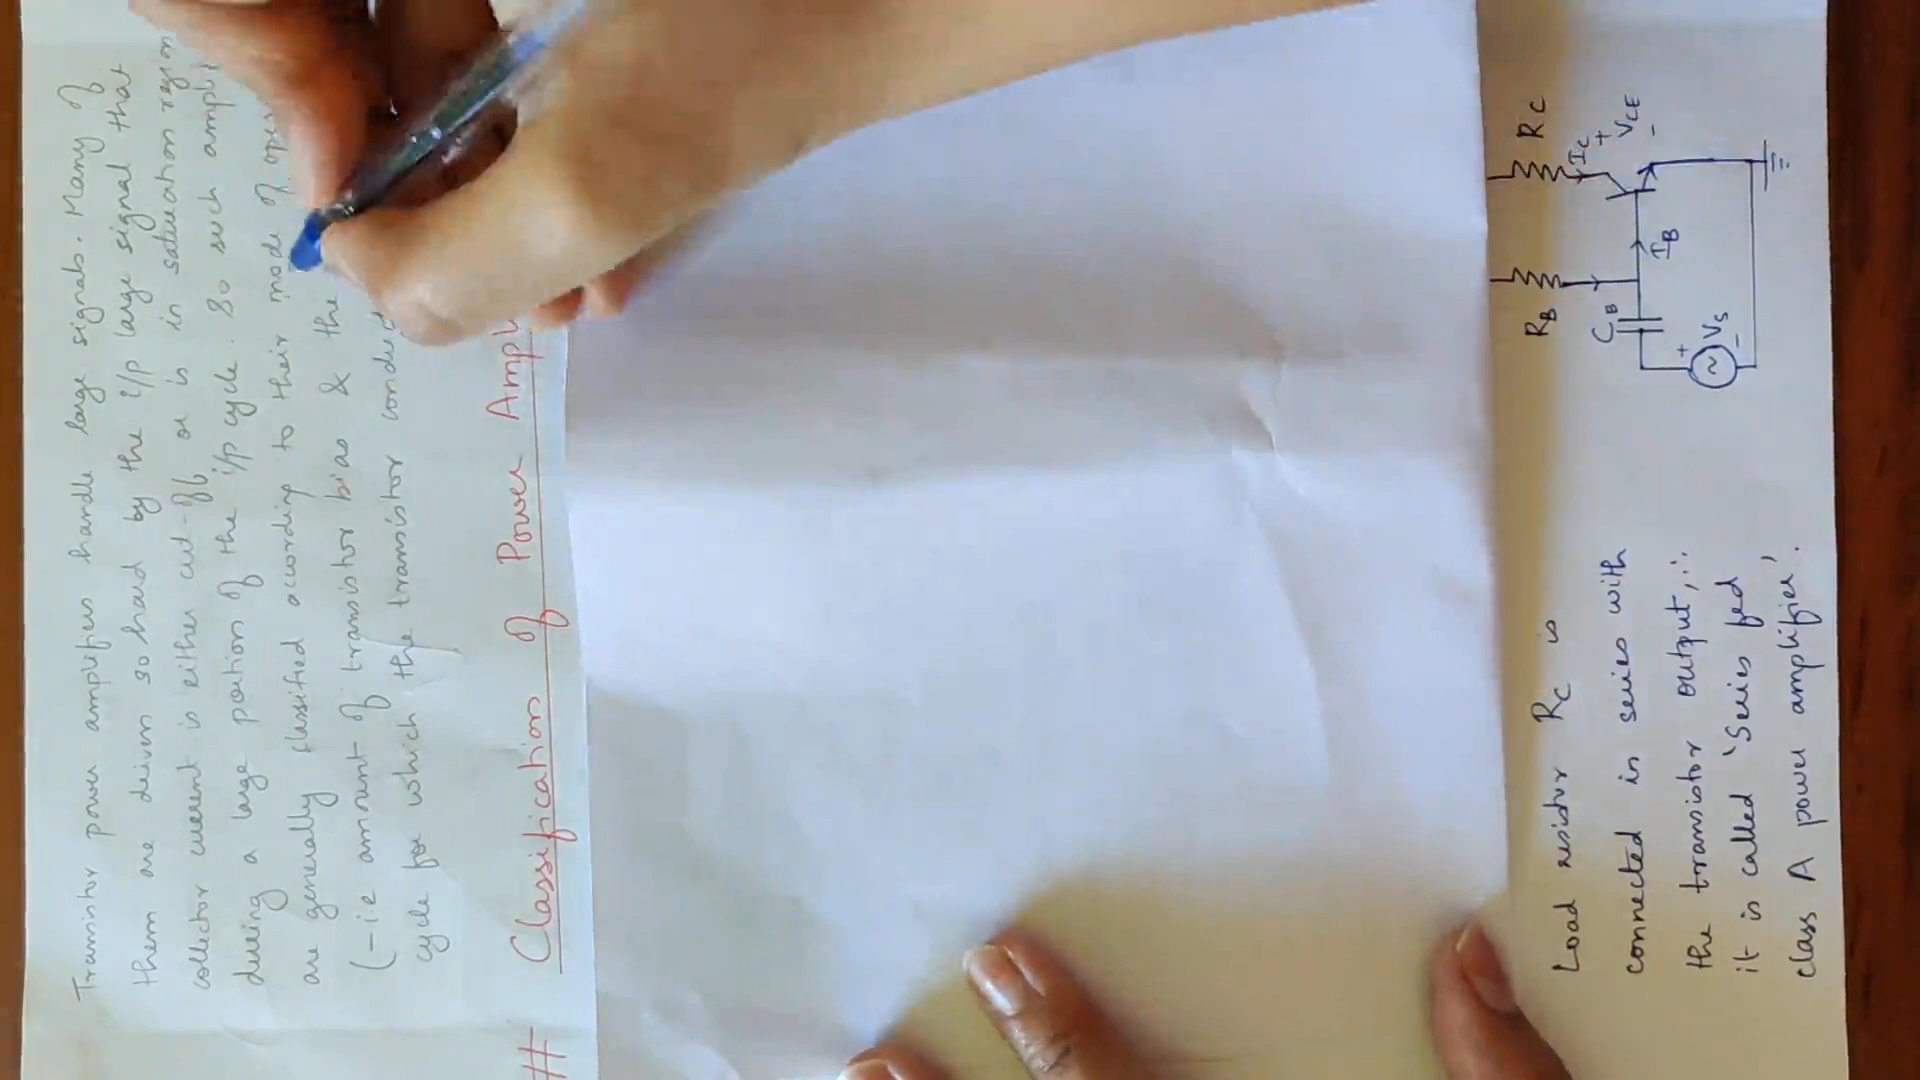 Transistor power amplifiers handle large signals. Many of
them are driven so hard by the i/p large signal that
collector current is either cut-off or is in saturation region
during a large portion of the i/p cycle. So such
are generally classified according to their mode of
(-ie amount of transistor bias & the
cycle for which the transistor
# Classification of Power
RB
RC
CB
IB
IC
+
VCE
-
+
VS
-
Load resistor RC is
connected in series with
the transistor output, ∴
it is called 'Series fed
class A power amplifier'.